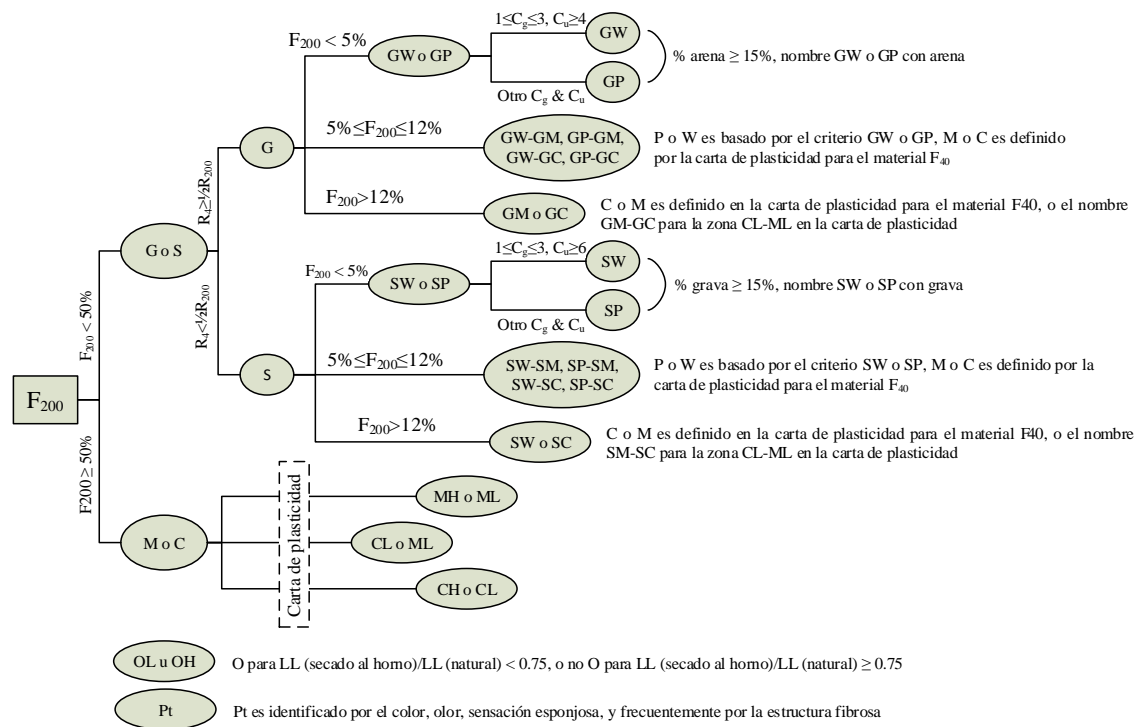 1≤Cg≤3, Cu≥4
GW
F200 < 5%
GW o GP
% arena ≥ 15%, nombre GW o GP con arena
GP
Otro Cg & Cu
5%≤F200≤12%
GW-GM, GP-GM,
GW-GC, GP-GC
P o W es basado por el criterio GW o GP, M o C es definido
por la carta de plasticidad para el material F40
G
R4≥½R200
F200>12%
GM o GC
C o M es definido en la carta de plasticidad para el material F40, o el nombre
GM-GC para la zona CL-ML en la carta de plasticidad
G o S
F200 < 50%
R4<½R200
1≤Cg≤3, Cu≥6
SW
F200 < 5%
SW o SP
% grava ≥ 15%, nombre SW o SP con grava
SP
Otro Cg & Cu
S
5%≤F200≤12%
SW-SM, SP-SM,
SW-SC, SP-SC
P o W es basado por el criterio SW o SP, M o C es definido por la
carta de plasticidad para el material F40
F200
F200>12%
SW o SC
C o M es definido en la carta de plasticidad para el material F40, o el nombre
SM-SC para la zona CL-ML en la carta de plasticidad
F200 ≥ 50%
M o C
Carta de plasticidad
MH o ML
CL o ML
CH o CL
OL u OH
O para LL (secado al horno)/LL (natural) < 0.75, o no O para LL (secado al horno)/LL (natural) ≥ 0.75
Pt
Pt es identificado por el color, olor, sensación esponjosa, y frecuentemente por la estructura fibrosa